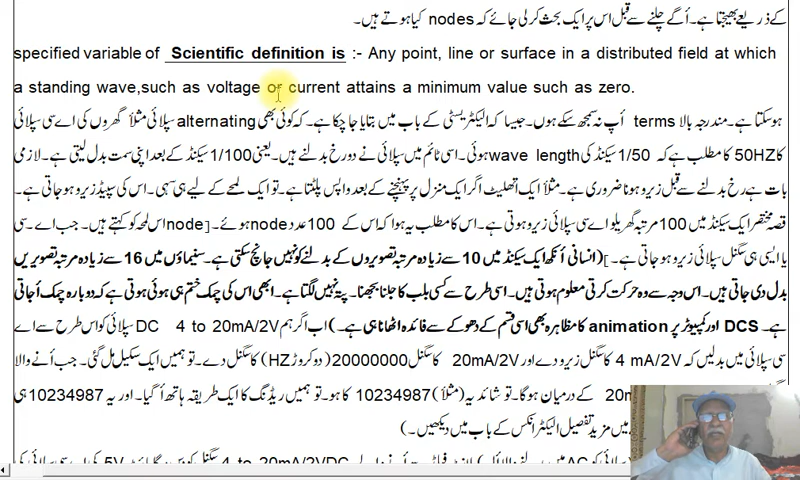 کے ذریعے بھیجتا ہے۔ آگے چلنے سے قبل اس پر ایک بحث کر لی جائے کہ nodes کیا ہوتے ہیں۔
specified variable of Scientific definition is :- Any point, line or surface in a distributed field at which
a standing wave,such as voltage or current attains a minimum value such as zero.
ہو سکتا ہے۔ مندرجہ بالا terms آپ نہ سمجھ سکے ہوں۔ جیسا کہ الیکٹریسٹی کے باب میں بتایا جا چکا ہے۔ کہ کوئی بھی alternating سپلائی مثلاً گھروں کی اے سی سپلائی
کا 50HZ کا مطلب ہے کہ 1/50 سیکنڈ کی wave length ہوئی۔ اسی ٹائم میں سپلائی نے دو رخ بدلنے ہیں۔ یعنی 1/100 سیکنڈ کے بعد اپنی سمت بدل لیتی ہے۔ لازمی
بات ہے رخ بدلنے سے قبل زیرو ہونا ضروری ہے۔ مثلاً ایک اتھلیٹ اگر ایک منزل پر پہنچنے کے بعد واپس پلٹتا ہے۔ تو ایک لمحے کے لیے ہی سہی۔ اس کی سپیڈ زیرو ہو جاتی ہے۔
قصہ مختصر ایک سیکنڈ میں 100 مرتبہ گھریلو اے سی سپلائی زیرو ہوتی ہے۔ اس کا مطلب یہ ہوا کہ اس کے 100 عدد node ہوئے۔ [node اس لمحہ کو کہتے ہیں۔ جب اے۔ سی
یا ایسی ہی سگنل سپلائی زیرو ہو جاتی ہے۔] (انسانی آنکھ ایک سیکنڈ میں 10 سے زیادہ مرتبہ تصویروں کے بدلنے کو نہیں جانچ سکتی ہے۔ سنیماؤں میں 16 سے زیادہ مرتبہ تصویریں
بدل دی جاتی ہیں۔ اس وجہ سے وہ حرکت کرتی معلوم ہوتی ہیں۔ اسی طرح سے کسی بلب کا جلنا بجھنا۔ پتہ نہیں لگتا ہے۔ ابھی اس کی چمک ختم ہی ہوئی ہوتی ہے کہ دوبارہ چمک آجاتی
ہے۔ DCS اور کمپیوٹر پر animation کا مظاہرہ بھی اسی قسم کے دھوکے سے فائدہ اٹھانا ہی ہے۔) اب اگر ہم 4 to 20mA/2V DC سپلائی کو اس طرح سے اے
سی سپلائی میں بدلیں کہ 4 mA/2V کا سگنل زیرو دے اور 20mA/2V کا سگنل 20000000 (دو کروڑ HZ) کا سگنل دے۔ تو ہمیں ایک سکیل مل گئی۔ جب آنے والا
20m کے درمیان ہوگا۔ تو شائد یہ (مثلاً) 10234987 کا ہو۔ تو ہمیں ریڈنگ کا ایک طریقہ ہاتھ آ گیا۔ اور یہ 10234987 ہی
میں مزید تفصیل الیکٹرانکس کے باب میں دیکھیں۔)